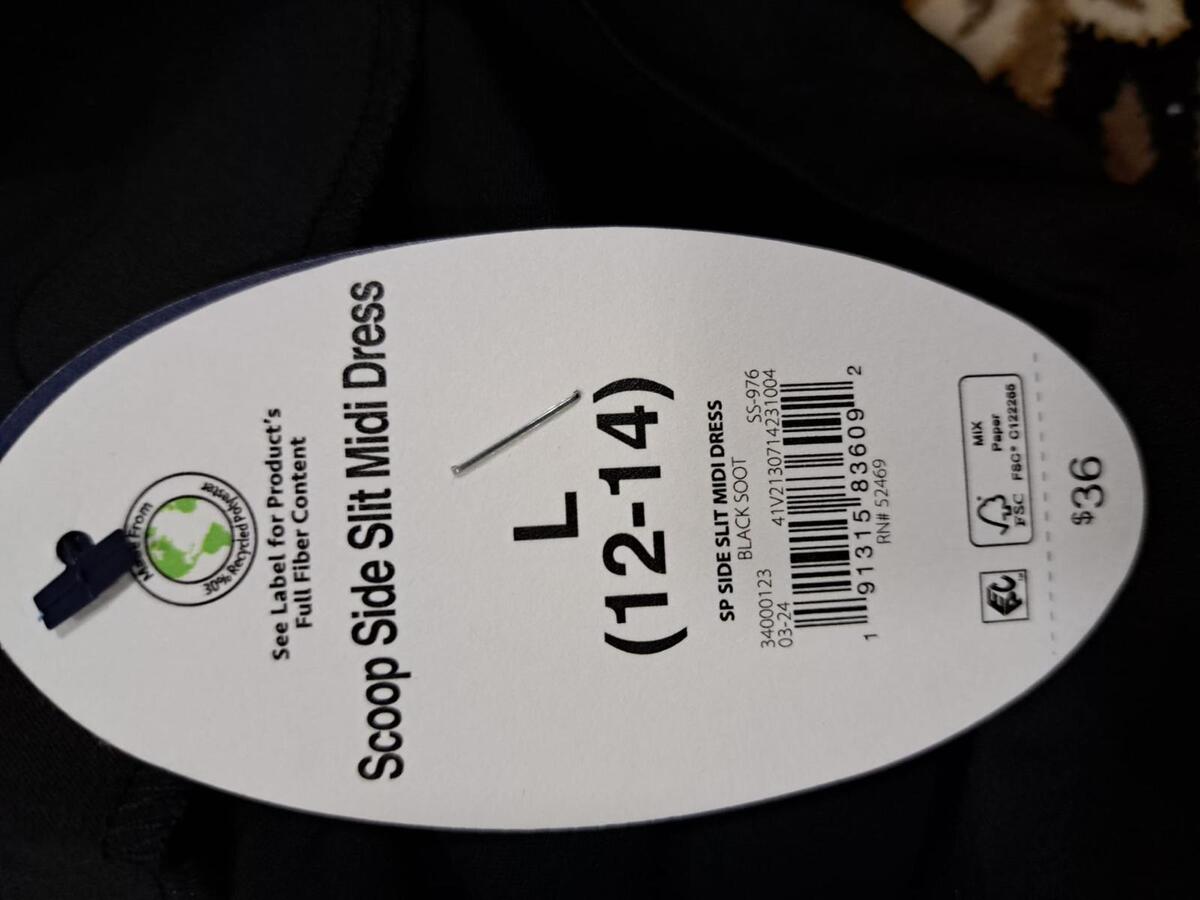 Made From
30% Recycled Polyester
See Label for Product's
Full Fiber Content
Scoop Side Slit Midi Dress
L
(12-14)
SP SIDE SLIT MIDI DRESS
BLACK SOOT
34000123 41V2130714231004
03-24 SS-976
1 91315 83609 2
RN# 52469
EPC
FSC
MIX
Paper
FSC® C122266
$36